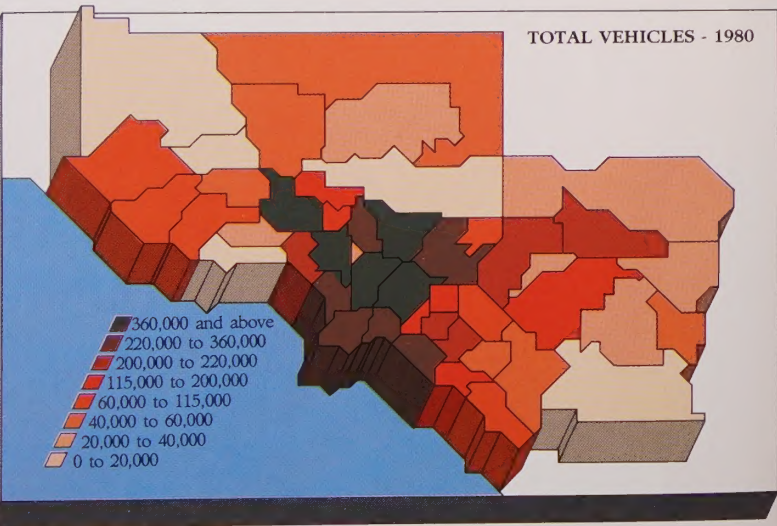 TOTAL VEHICLES - 1980
360,000 and above
220,000 to 360,000
200,000 to 220,000
115,000 to 200,000
60,000 to 115,000
40,000 to 60,000
20,000 to 40,000
0 to 20,000